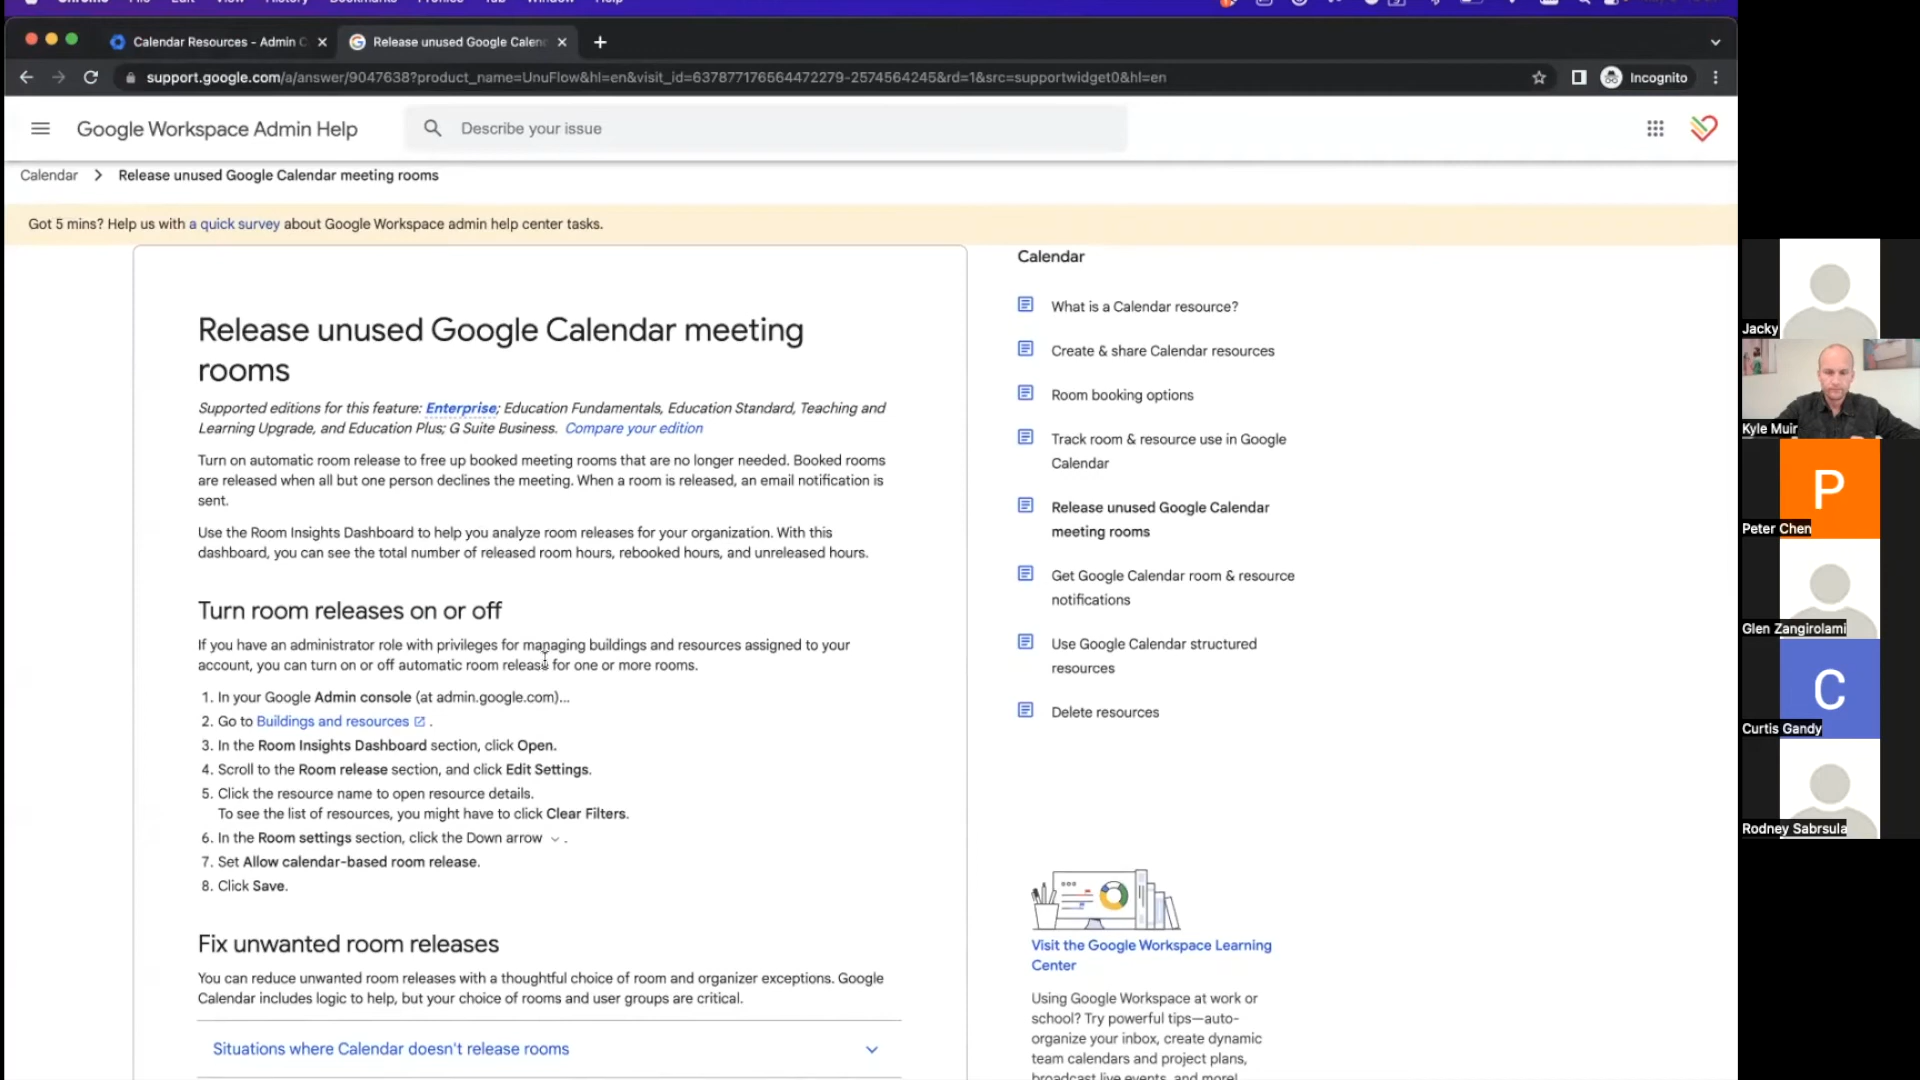 Calendar Resources - Admin C
Release unused Google Calen
support.google.com/a/answer/9047638?product_name=UnuFlow&hl=en&visit_id=637877176564472279-2574564245&rd=1&src=supportwidget0&hl=en
Incognito
Google Workspace Admin Help
Describe your issue
Calendar
Release unused Google Calendar meeting rooms
Got 5 mins? Help us with a quick survey about Google Workspace admin help center tasks.
Release unused Google Calendar meeting
rooms
Supported editions for this feature: Enterprise; Education Fundamentals, Education Standard, Teaching and
Learning Upgrade, and Education Plus; G Suite Business. Compare your edition
Turn on automatic room release to free up booked meeting rooms that are no longer needed. Booked rooms
are released when all but one person declines the meeting. When a room is released, an email notification is
sent.
Use the Room Insights Dashboard to help you analyze room releases for your organization. With this
dashboard, you can see the total number of released room hours, rebooked hours, and unreleased hours.
Turn room releases on or off
If you have an administrator role with privileges for managing buildings and resources assigned to your
account, you can turn on or off automatic room release for one or more rooms.
1. In your Google Admin console (at admin.google.com)...
2. Go to Buildings and resources .
3. In the Room Insights Dashboard section, click Open.
4. Scroll to the Room release section, and click Edit Settings.
5. Click the resource name to open resource details.
To see the list of resources, you might have to click Clear Filters.
6. In the Room settings section, click the Down arrow .
7. Set Allow calendar-based room release.
8. Click Save.
Fix unwanted room releases
You can reduce unwanted room releases with a thoughtful choice of room and organizer exceptions. Google
Calendar includes logic to help, but your choice of rooms and user groups are critical.
Situations where Calendar doesn't release rooms
Calendar
What is a Calendar resource?
Create & share Calendar resources
Room booking options
Track room & resource use in Google
Calendar
Release unused Google Calendar
meeting rooms
Get Google Calendar room & resource
notifications
Use Google Calendar structured
resources
Delete resources
Visit the Google Workspace Learning
Center
Using Google Workspace at work or
school? Try powerful tips—auto-
organize your inbox, create dynamic
team calendars and project plans,
broadcast live events, and more!
Jacky
Kyle Muir
P
Peter Chen
Glen Zangirolami
C
Curtis Gandy
Rodney Sabrsula